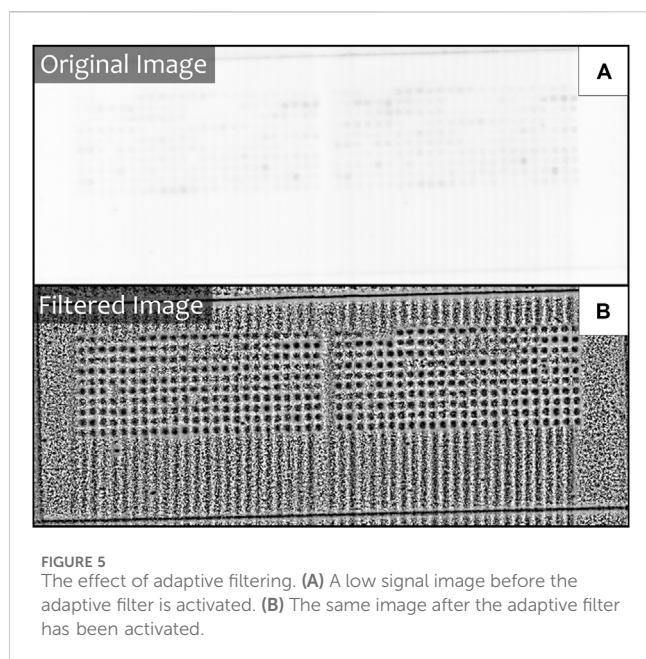 Original Image
A
Filtered Image
B
FIGURE 5
The effect of adaptive filtering. (A) A low signal image before the
adaptive filter is activated. (B) The same image after the adaptive filter
has been activated.